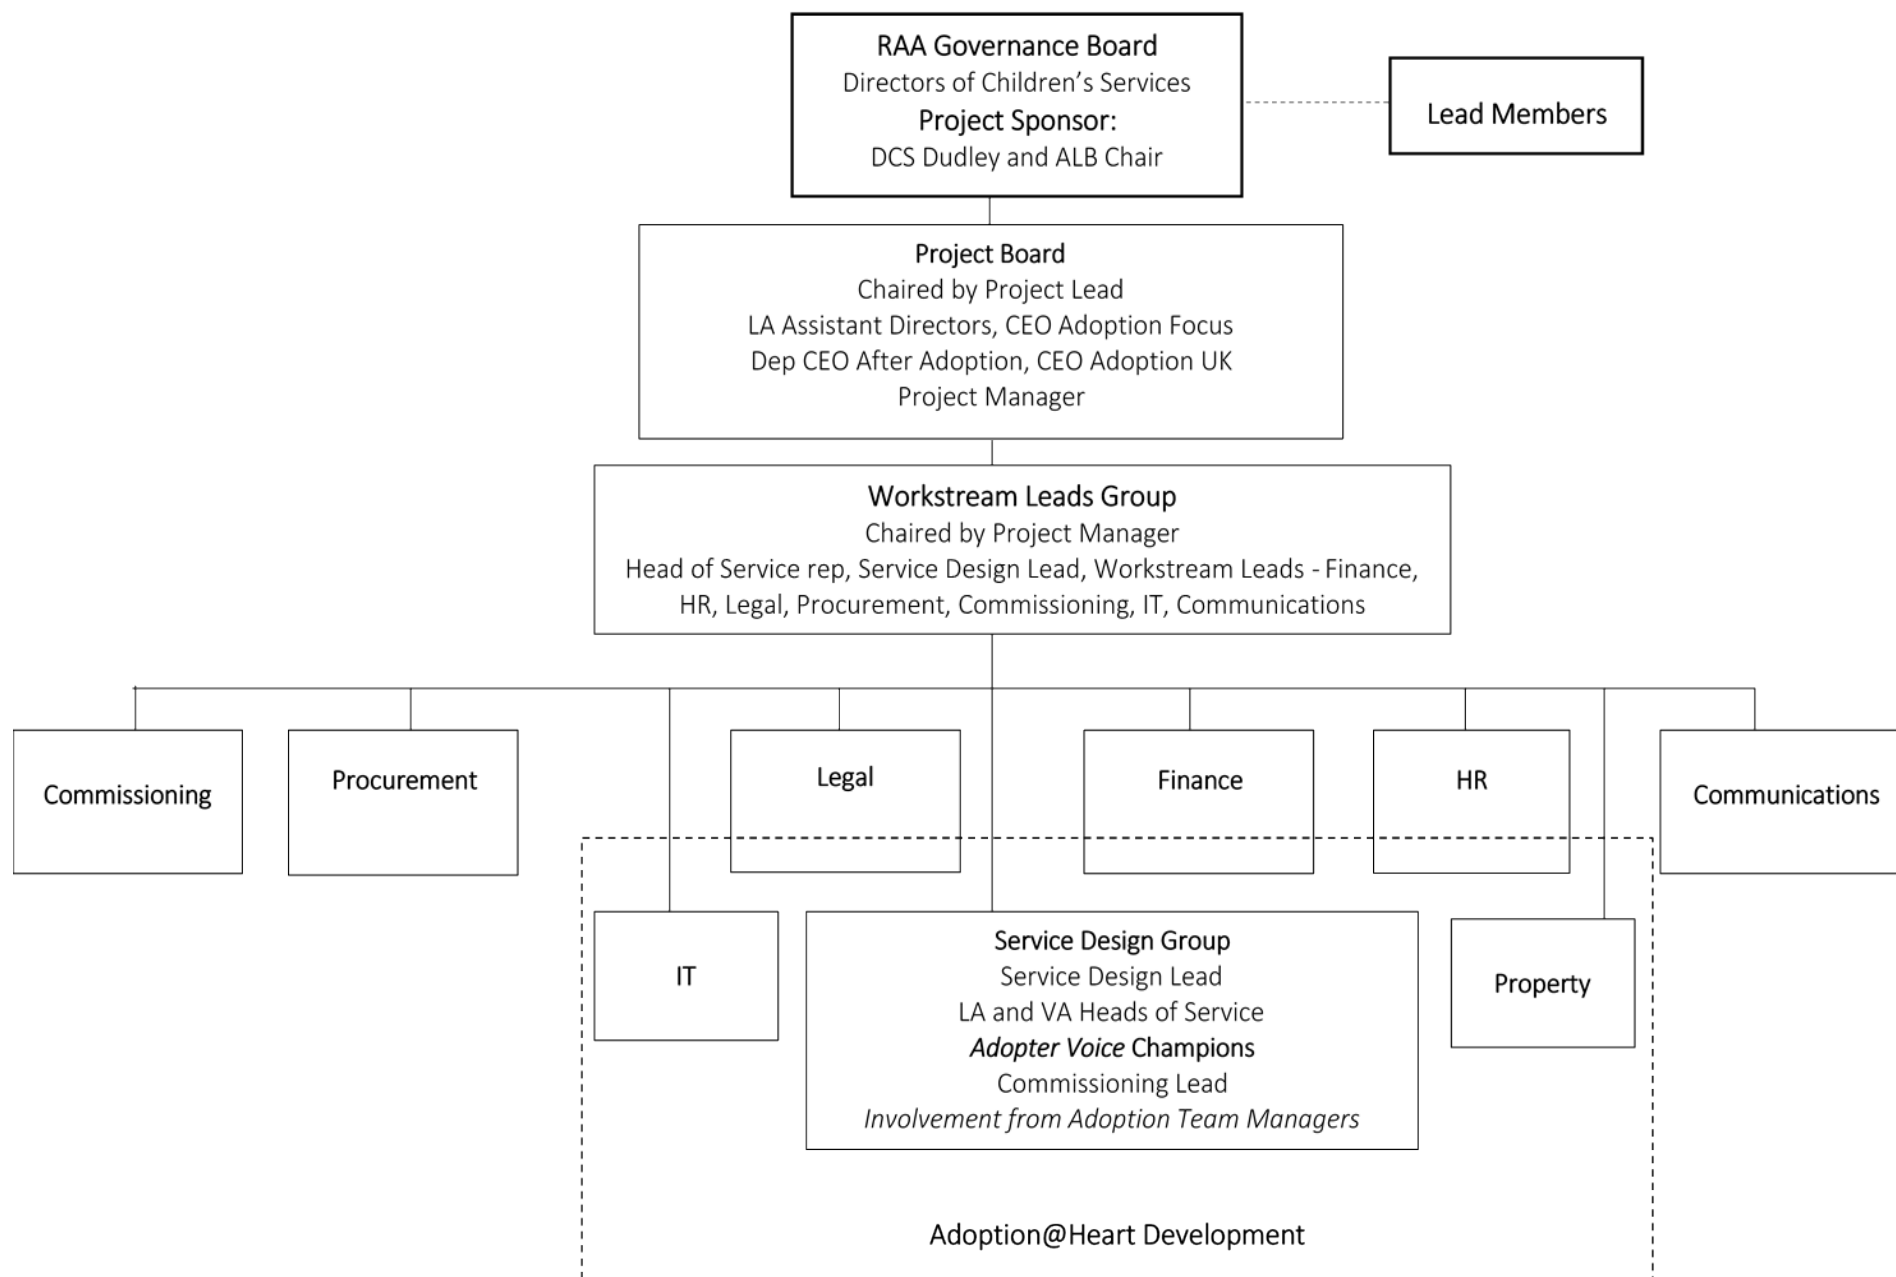 RAA Governance Board
Directors of Children’s Services
Project Sponsor:
DCS Dudley and ALB Chair
Lead Members
Project Board
Chaired by Project Lead
LA Assistant Directors, CEO Adoption Focus
Dep CEO After Adoption, CEO Adoption UK
Project Manager
Workstream Leads Group
Chaired by Project Manager
Head of Service rep, Service Design Lead, Workstream Leads - Finance,
HR, Legal, Procurement, Commissioning, IT, Communications
Commissioning
Procurement
Legal
Finance
HR
Communications
IT
Service Design Group
Service Design Lead
LA and VA Heads of Service
Adopter Voice Champions
Commissioning Lead
Involvement from Adoption Team Managers
Property
Adoption@Heart Development